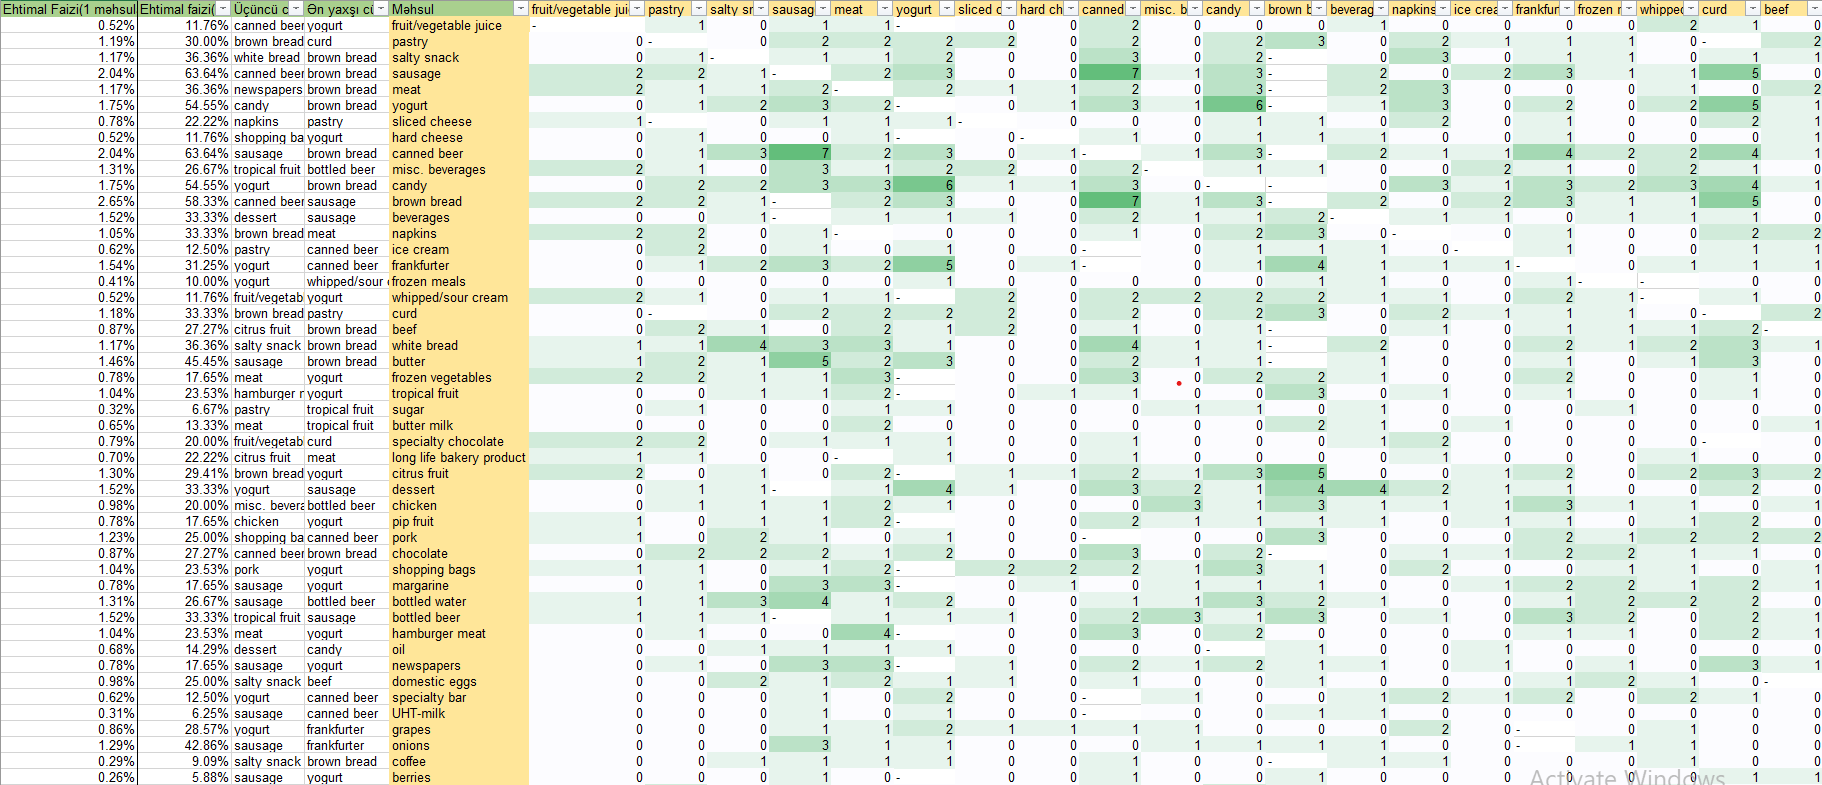 Ehtimal Faizi(1 məhsul Ehtimal faizi( Üçüncü c Ən yaxşı cü Məhsul fruit/vegetable jui pastry salty sn sausag meat yogurt sliced c hard ch canned misc. b candy brown b beverag napkins ice crea frankfur frozen r whipped curd beef
0.52% 11.76% canned beer yogurt fruit/vegetable juice - 1 0 1 1 - 0 0 2 0 0 0 1 0 0 0 0 2 1 0
1.19% 30.00% brown bread curd pastry 0 - 0 2 2 2 2 0 2 0 2 3 0 2 1 1 1 0 - 2
1.17% 36.36% white bread brown bread salty snack 0 1 - 1 1 2 0 0 3 0 2 - 0 3 0 1 1 0 1 1
2.04% 63.64% canned beer brown bread sausage 2 2 1 - 2 3 0 0 7 1 3 - 2 0 2 3 1 1 5 0
1.17% 36.36% newspapers brown bread meat 2 1 1 2 - 2 1 1 2 0 3 - 2 3 0 0 0 1 0 2
1.75% 54.55% candy brown bread yogurt 0 1 2 3 2 - 0 1 3 1 6 - 1 3 0 2 0 2 5 1
0.78% 22.22% napkins pastry sliced cheese 1 - 0 1 1 1 - 0 0 0 1 1 0 2 0 1 0 0 2 1
0.52% 11.76% shopping ba yogurt hard cheese 0 1 0 0 1 - 0 - 1 0 1 0 0 0 0 1 0 0 0 0
2.04% 63.64% sausage brown bread canned beer 0 1 3 7 2 3 0 1 - 1 3 - 2 1 1 4 2 2 4 1
1.31% 26.67% tropical fruit bottled beer misc. beverages 2 1 0 3 1 2 2 0 2 - 1 1 0 0 2 1 0 2 1 0
1.75% 54.55% yogurt brown bread candy 0 2 2 3 3 6 1 1 3 0 - - 0 3 1 3 2 3 4 1
2.65% 58.33% canned beer sausage brown bread 2 2 1 - 2 3 0 0 7 1 3 - 2 0 2 3 1 1 5 0
1.52% 33.33% dessert sausage beverages 0 0 1 - 1 1 1 0 2 0 1 2 - 1 1 0 1 1 1 0
1.05% 33.33% brown bread meat napkins 2 2 0 1 - 0 0 0 1 0 2 3 0 - 0 1 1 0 2 2
0.62% 12.50% pastry canned beer ice cream 0 2 0 1 0 1 0 0 - 0 1 1 1 0 - 1 0 0 1 1
1.54% 31.25% yogurt canned beer frankfurter 0 1 2 3 2 5 0 1 - 0 1 4 1 1 1 - 0 1 1 1
0.41% 10.00% yogurt whipped/sour c frozen meals 0 0 0 0 0 1 0 0 0 0 0 1 1 0 0 1 - - 0 0
0.52% 11.76% fruit/vegetab yogurt whipped/sour cream 2 1 0 1 1 - 2 0 2 2 2 2 1 1 0 2 1 - 1 0
1.18% 33.33% brown bread pastry curd 0 - 0 2 2 2 2 0 2 0 2 3 0 2 1 1 1 0 - 2
0.87% 27.27% citrus fruit brown bread beef 0 2 1 0 2 1 2 0 1 0 1 - 0 1 0 1 1 1 2 -
1.17% 36.36% salty snack brown bread white bread 1 1 4 3 3 1 0 0 4 1 1 - 2 0 0 2 1 2 3 1
1.46% 45.45% sausage brown bread butter 1 2 1 5 2 3 0 0 2 1 1 - 1 0 0 2 0 1 3 0
0.78% 17.65% meat yogurt frozen vegetables 2 2 1 1 3 - 0 0 3 0 2 2 1 0 0 2 0 0 1 0
1.04% 23.53% hamburger m yogurt tropical fruit 0 1 1 1 2 - 0 1 1 0 0 3 0 1 0 1 0 0 1 0
0.32% 6.67% pastry tropical fruit sugar 0 1 0 0 1 1 0 0 0 1 1 0 1 0 0 0 1 0 0 0
0.65% 13.33% meat tropical fruit butter milk 0 0 0 0 2 0 0 0 0 0 0 2 1 0 0 0 0 0 0 1
0.79% 20.00% fruit/vegetab curd specialty chocolate 2 2 0 1 1 1 0 0 1 0 0 0 1 2 0 0 0 0 - 0
0.70% 22.22% citrus fruit meat long life bakery product 1 1 0 0 - 1 0 0 1 0 0 0 0 1 0 0 0 1 0 0
1.30% 29.41% brown bread yogurt citrus fruit 2 0 1 0 2 - 1 1 2 1 3 5 0 0 1 2 0 2 3 2
1.52% 33.33% yogurt sausage dessert 0 1 1 - 1 4 1 0 3 2 1 4 4 2 1 1 0 0 2 0
0.98% 20.00% misc. bevera bottled beer chicken 0 0 1 1 2 1 0 0 0 3 1 3 1 1 1 3 1 1 0 1
0.78% 17.65% chicken yogurt pip fruit 1 0 1 1 2 - 0 0 2 1 1 1 1 0 0 1 0 1 2 0
1.23% 25.00% shopping ba canned beer pork 1 0 2 1 0 1 0 0 - 0 0 3 0 0 0 2 1 2 2 2
0.87% 27.27% canned beer brown bread chocolate 0 2 2 2 1 2 0 0 3 0 2 - 0 1 1 2 2 1 1 0
1.04% 23.53% pork yogurt shopping bags 1 1 0 1 2 - 2 2 2 1 3 1 0 2 0 0 1 1 0 0
0.78% 17.65% sausage yogurt margarine 0 1 0 3 3 - 0 1 0 1 1 1 0 0 1 2 2 1 2 1
1.31% 26.67% sausage bottled beer bottled water 1 1 3 4 1 2 0 0 1 1 3 2 1 0 0 1 2 2 2 0
1.52% 33.33% tropical fruit sausage bottled beer 1 1 1 - 1 1 1 0 2 3 1 3 0 1 0 3 2 0 2 1
1.04% 23.53% meat yogurt hamburger meat 0 1 0 0 4 - 0 0 3 0 2 0 0 0 0 1 1 0 2 1
0.68% 14.29% dessert candy oil 0 0 1 1 1 1 0 0 0 0 - 1 0 0 1 0 0 0 0 0
0.78% 17.65% sausage yogurt newspapers 0 1 0 3 3 - 1 0 2 1 2 1 0 1 0 0 1 0 3 1
0.98% 25.00% salty snack beef domestic eggs 0 0 2 1 2 1 1 0 1 0 0 1 0 0 0 1 2 1 0 -
0.62% 12.50% yogurt canned beer specialty bar 0 0 0 1 0 2 0 0 - 1 0 0 1 2 1 2 0 2 1 0
0.31% 6.25% sausage canned beer UHT-milk 0 0 0 1 0 0 0 0 - 0 0 1 1 0 0 0 0 0 0 0
0.86% 28.57% yogurt frankfurter grapes 0 0 0 1 1 2 1 1 1 1 0 0 0 2 0 - 0 1 0 0
1.29% 42.86% sausage frankfurter onions 0 0 0 3 1 1 0 0 0 1 1 1 1 0 0 - 1 1 0 0
0.29% 9.09% salty snack brown bread coffee 0 0 1 1 1 1 0 0 1 0 0 - 0 0 0 0 0 1 0 0
0.26% 5.88% sausage yogurt berries 0 0 0 1 0 - 0 0 1 0 0 1 0 0 0 0 0 0 1 1
Activate Windows